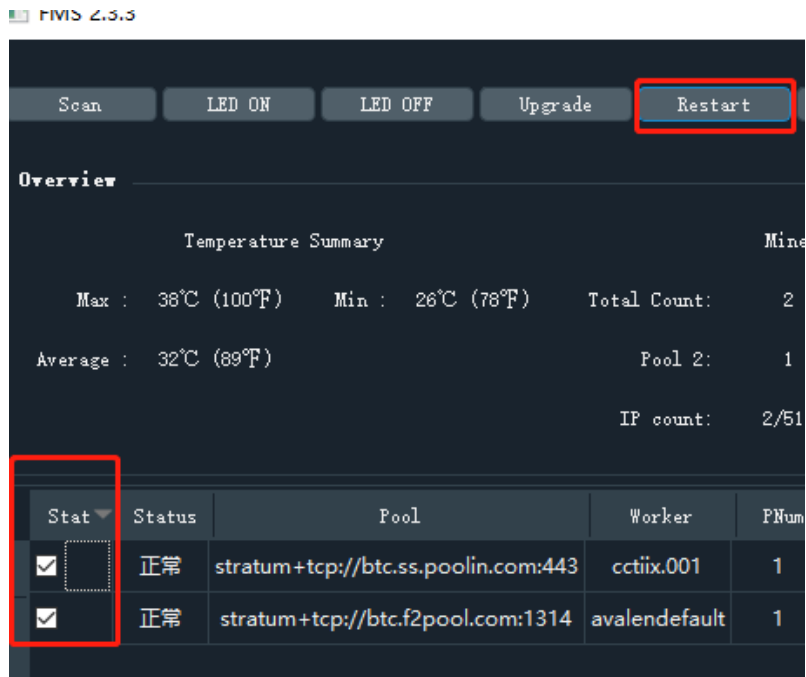 FMS 2.3.3
Scan LED ON LED OFF Upgrade Restart
Overview
Temperature Summary Mine
Max : 38℃ (100℉) Min : 26℃ (78℉) Total Count: 2
Average : 32℃ (89℉) Pool 2: 1
IP count: 2/51
Stat Status Pool Worker PNum
正常 stratum+tcp://btc.ss.poolin.com:443 cctiix.001 1
正常 stratum+tcp://btc.f2pool.com:1314 avalendefault 1